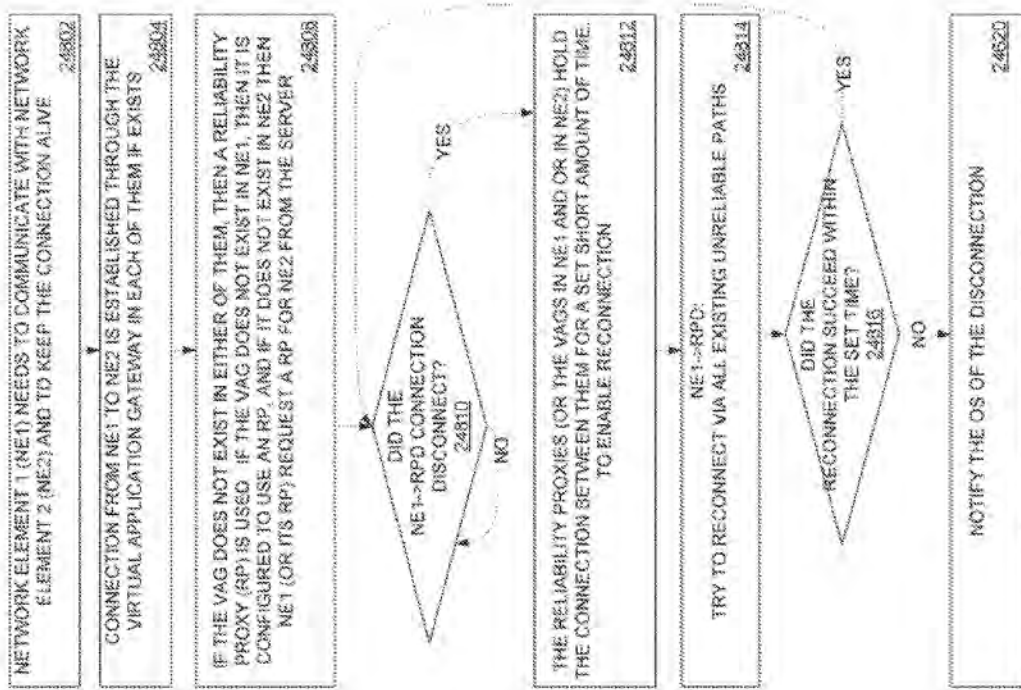 NETWORK ELEMENT 1 (NE1) NEEDS TO COMMUNICATE WITH NETWORK
ELEMENT 2 (NE2) AND TO KEEP THE CONNECTION ALIVE
24802
CONNECTION FROM NE1 TO NE2 IS ESTABLISHED THROUGH THE
VIRTUAL APPLICATION GATEWAY IN EACH OF THEM IF EXISTS
24804
IF THE VAG DOES NOT EXIST IN EITHER OF THEM, THEN A RELIABILITY
PROXY (RP) IS USED. IF THE VAG DOES NOT EXIST IN NE1, THEN IT IS
CONFIGURED TO USE AN RP, AND IF IT DOES NOT EXIST IN NE2 THEN
NE1 (OR ITS RP) REQUEST A RP FOR NE2 FROM THE SERVER
24808
DID THE
NE1->RPD CONNECTION
DISCONNECT?
24810
YES
NO
THE RELIABILITY PROXIES (OR THE VAGS IN NE1 AND OR IN NE2) HOLD
THE CONNECTION BETWEEN THEM FOR A SET SHORT AMOUNT OF TIME,
TO ENABLE RECONNECTION
24812
NE1->RPD:
TRY TO RECONNECT VIA ALL EXISTING UNRELIABLE PATHS
24814
DID THE
RECONNECTION SUCCEED WITHIN
THE SET TIME?
24816
YES
NO
NOTIFY THE OS OF THE DISCONNECTION
24820